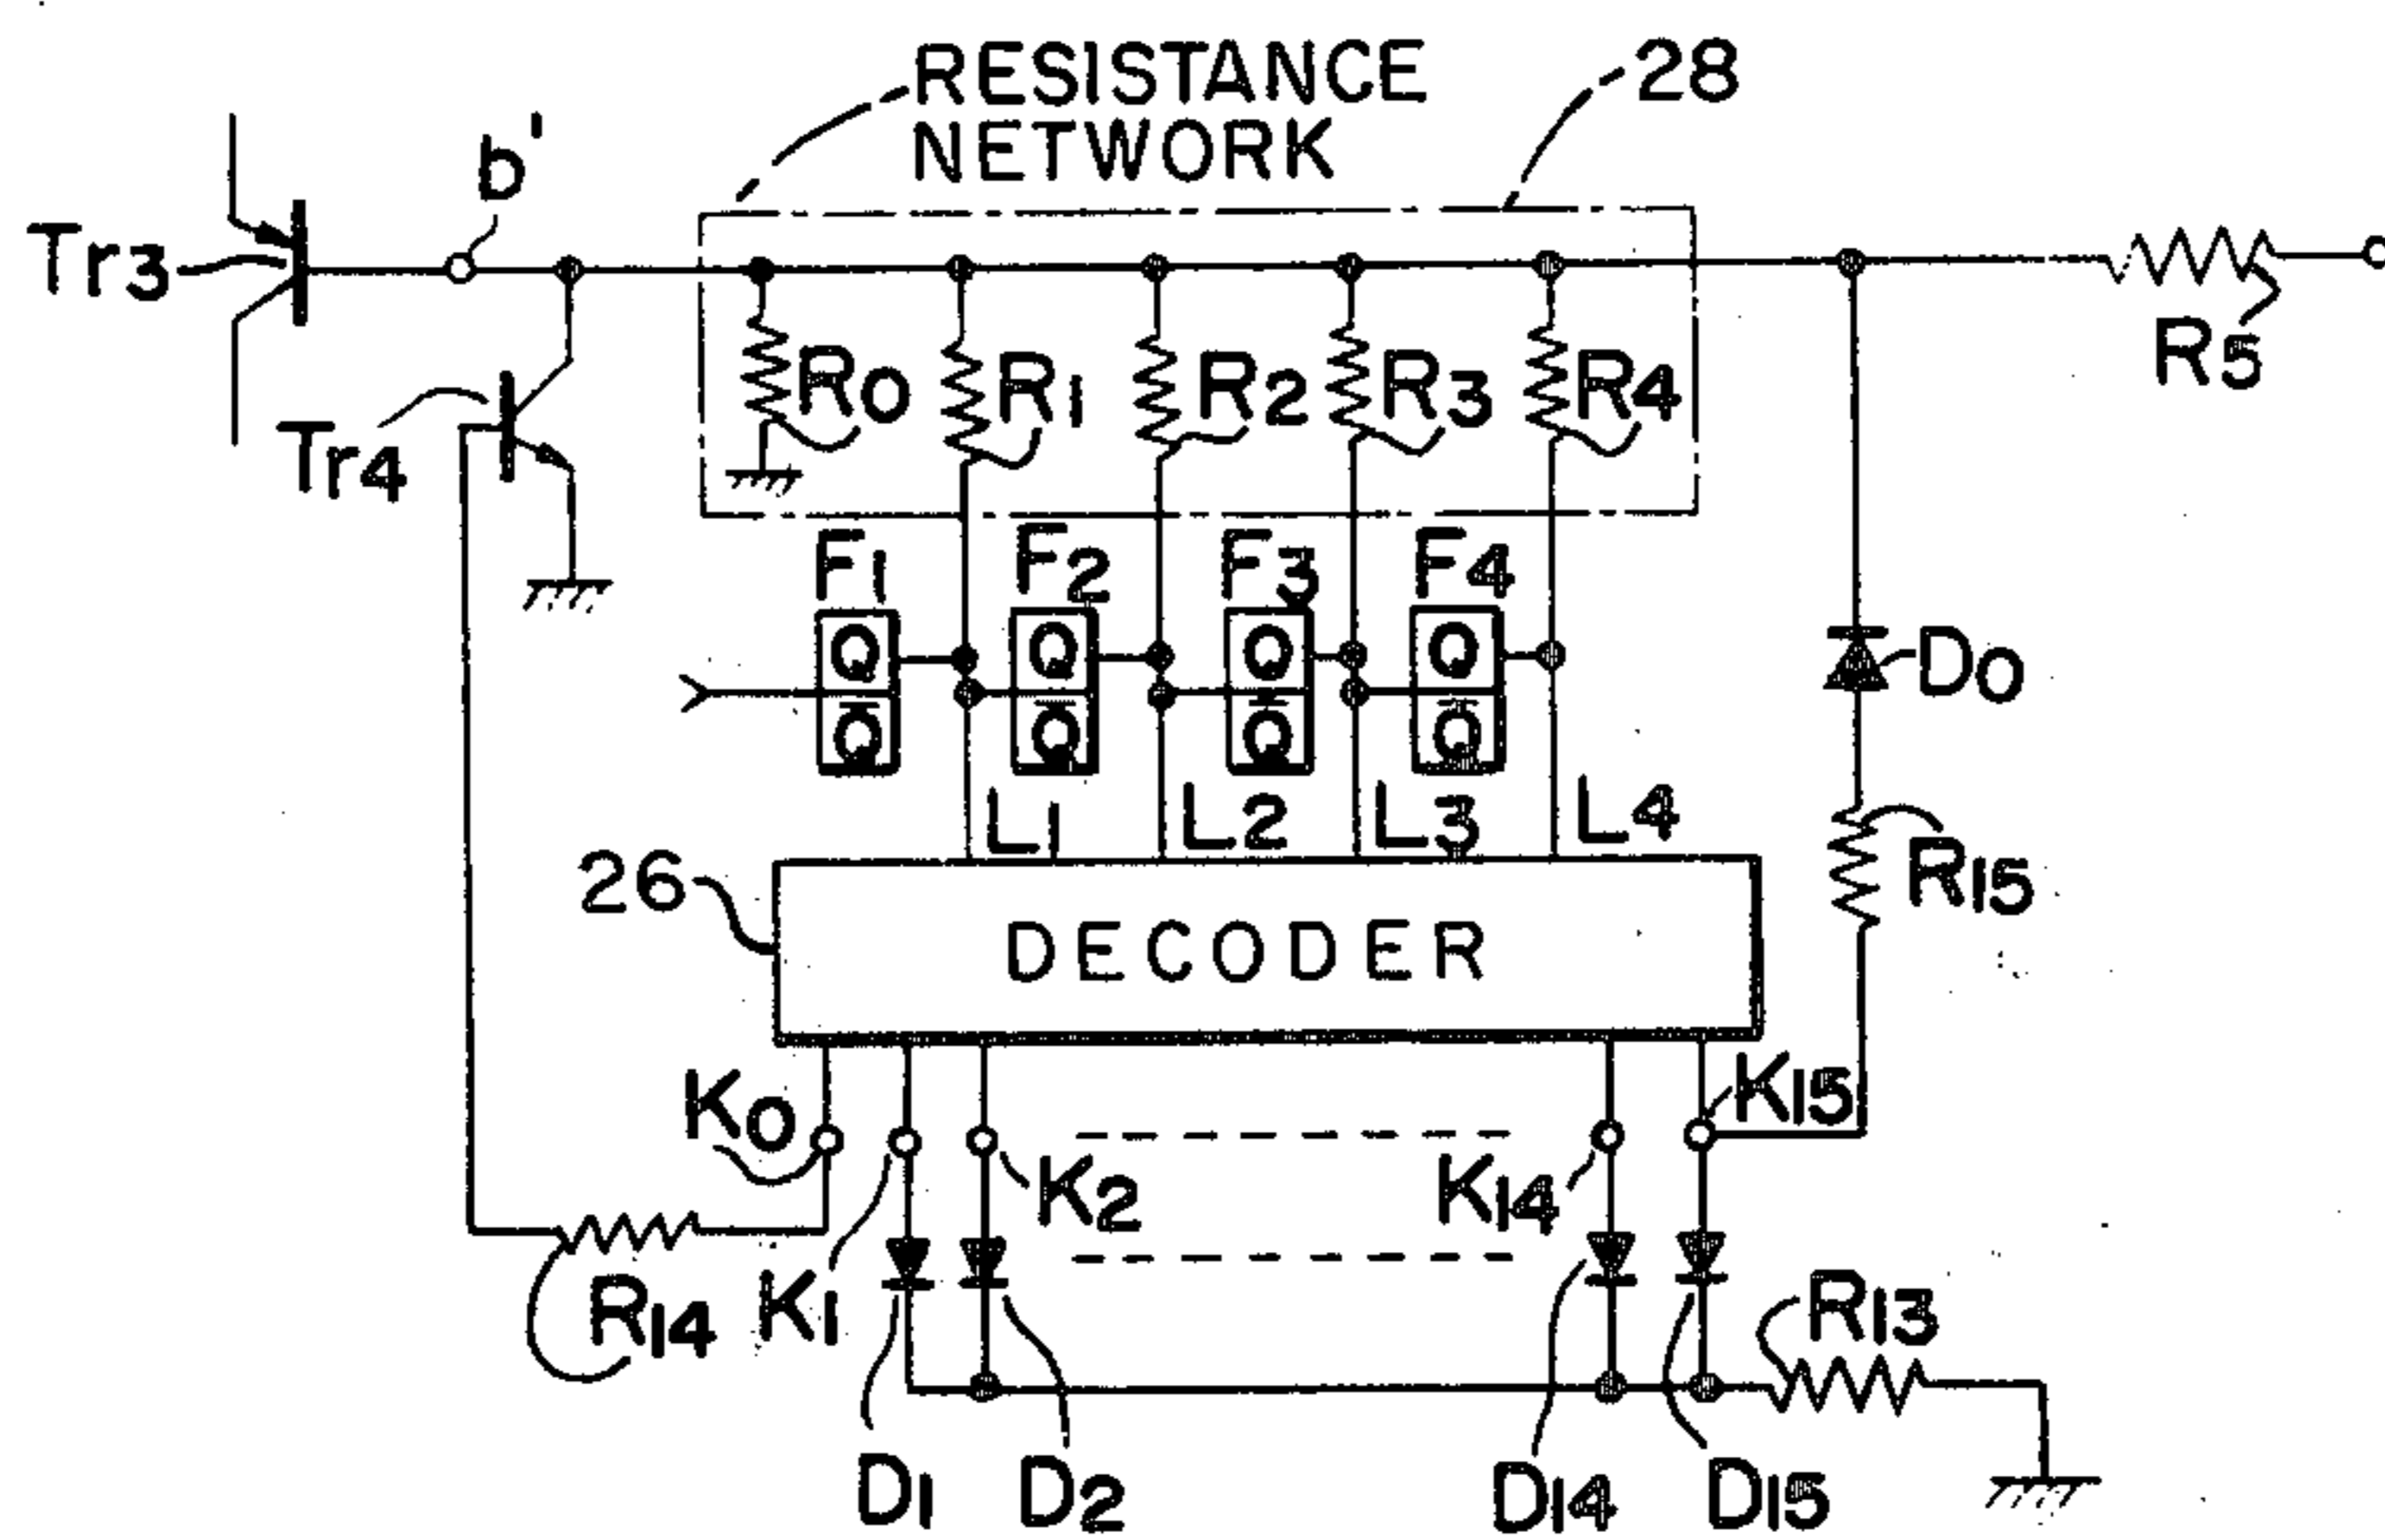 RESISTANCE
NETWORK
28
b'
Tr3
Tr4
R0
R1
R2
R3
R4
R5
F1
F2
F3
F4
Q
Q
Q
Q
Q̅
Q̅
Q̅
Q̅
D0
L1
L2
L3
L4
R15
26
DECODER
K0
K1
K2
K14
K15
R14
R13
D1
D2
D14
D15